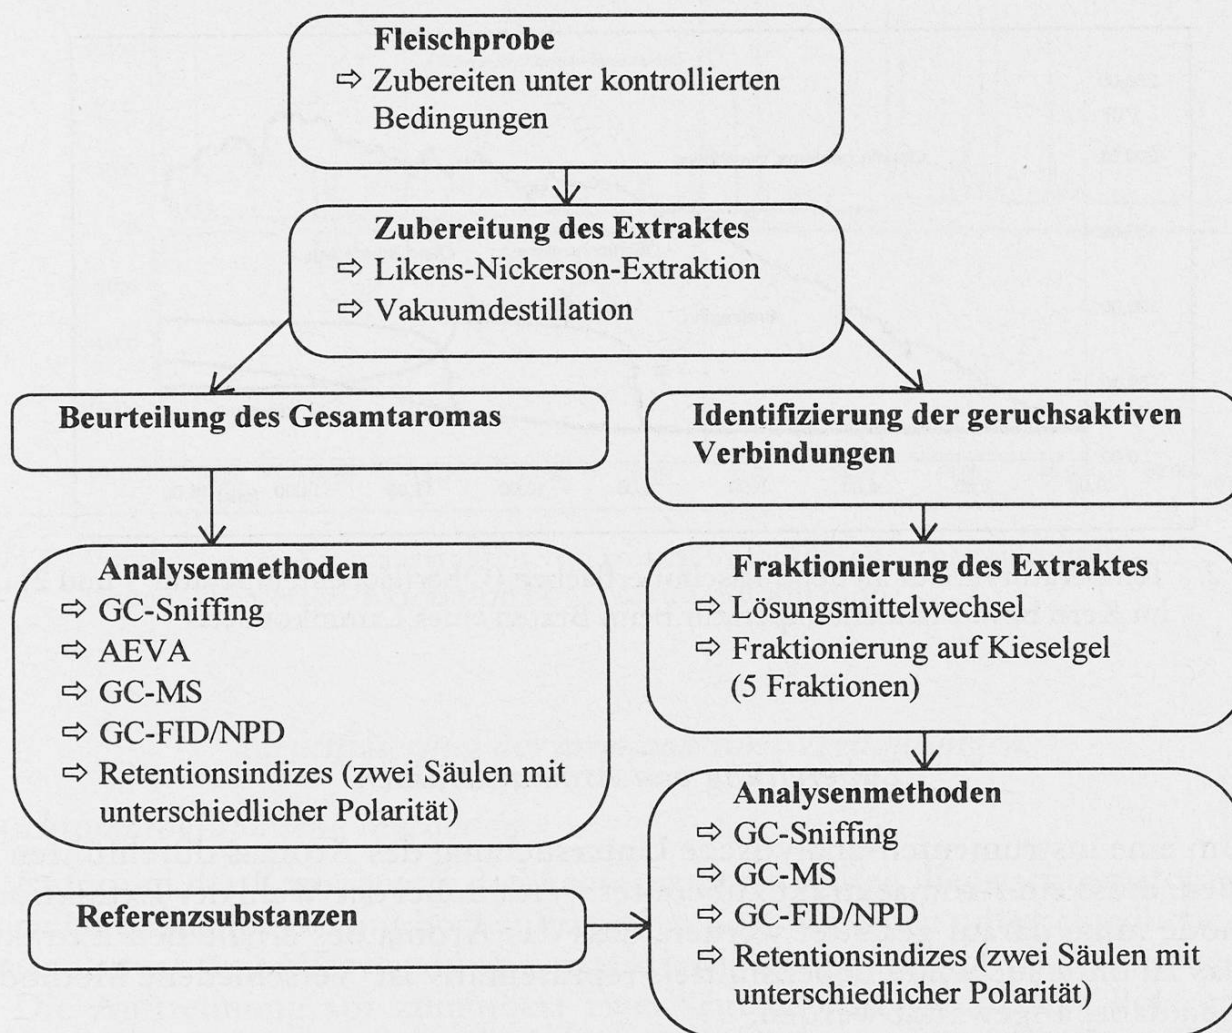 Fleischprobe
⇨ Zubereiten unter kontrollierten
Bedingungen
Zubereitung des Extraktes
⇨ Likens-Nickerson-Extraktion
⇨ Vakuumdestillation
Beurteilung des Gesamtaromas
Analysenmethoden
⇨ GC-Sniffing
⇨ AEVA
⇨ GC-MS
⇨ GC-FID/NPD
⇨ Retentionsindizes (zwei Säulen mit
unterschiedlicher Polarität)
Identifizierung der geruchsaktiven
Verbindungen
Fraktionierung des Extraktes
⇨ Lösungsmittelwechsel
⇨ Fraktionierung auf Kieselgel
(5 Fraktionen)
Referenzsubstanzen
Analysenmethoden
⇨ GC-Sniffing
⇨ GC-MS
⇨ GC-FID/NPD
⇨ Retentionsindizes (zwei Säulen mit
unterschiedlicher Polarität)